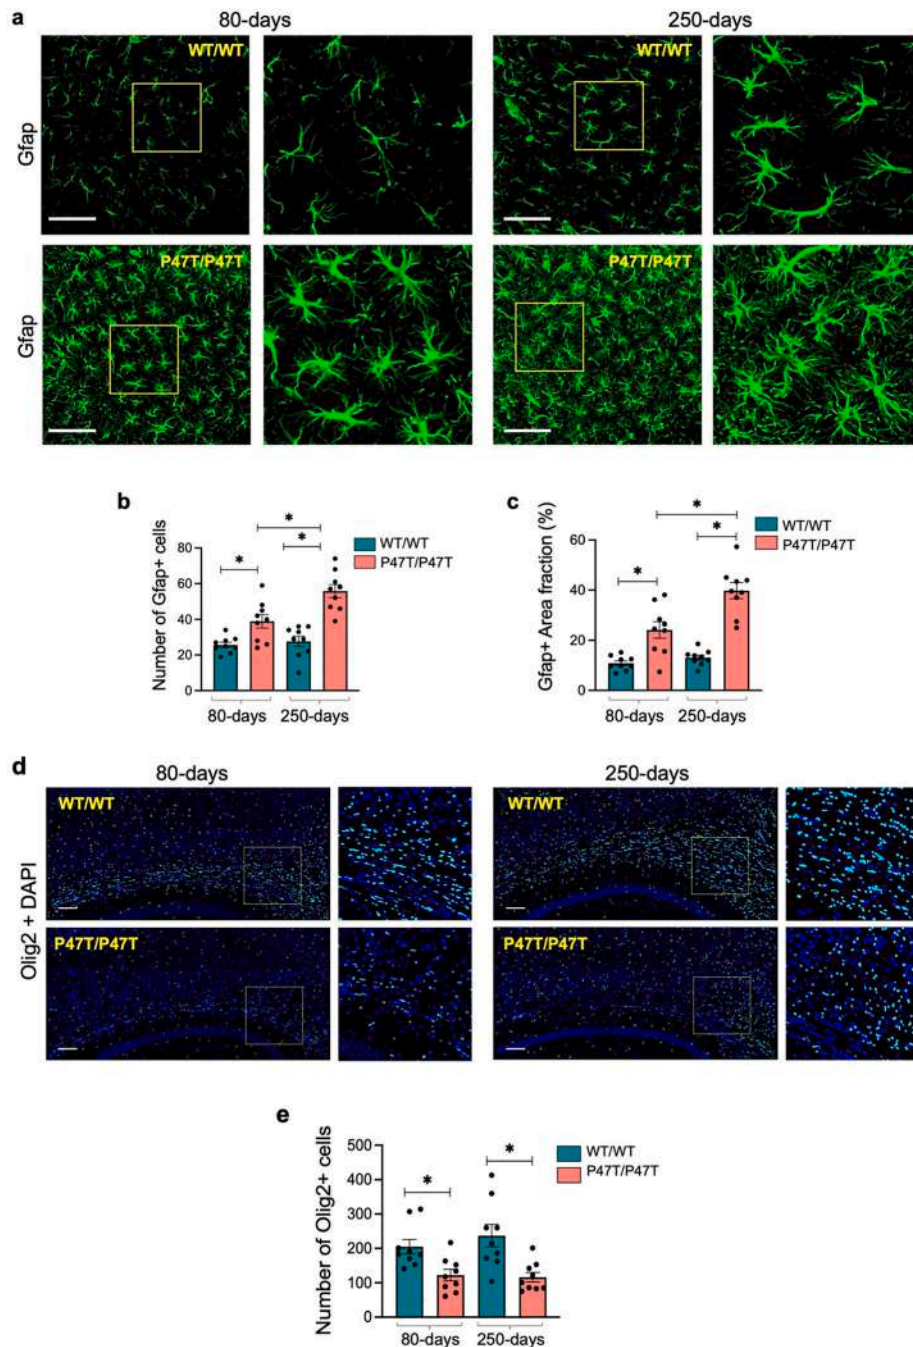 a
80-days
250-days
Gfap
WT/WT
WT/WT
Gfap
P47T/P47T
P47T/P47T
b
Number of Gfap+ cells
80
60
40
20
0
*
*
*
WT/WT
P47T/P47T
80-days
250-days
c
Gfap+ Area fraction (%)
60
40
20
0
*
*
*
WT/WT
P47T/P47T
80-days
250-days
d
80-days
250-days
Olig2 + DAPI
WT/WT
WT/WT
P47T/P47T
P47T/P47T
e
Number of Olig2+ cells
500
400
300
200
100
0
*
*
WT/WT
P47T/P47T
80-days
250-days